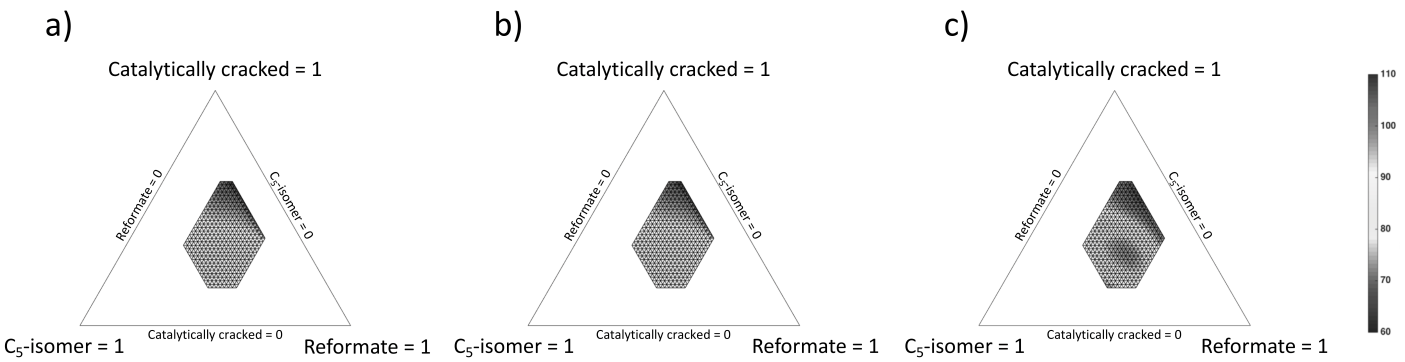 a)
Catalytically cracked = 1
Reformate = 0
C₅-isomer = 0
Catalytically cracked = 0
C₅-isomer = 1
Reformate = 1
b)
Catalytically cracked = 1
Reformate = 0
C₅-isomer = 0
Catalytically cracked = 0
C₅-isomer = 1
Reformate = 1
c)
Catalytically cracked = 1
Reformate = 0
C₅-isomer = 0
Catalytically cracked = 0
C₅-isomer = 1
Reformate = 1
110
100
90
80
70
60